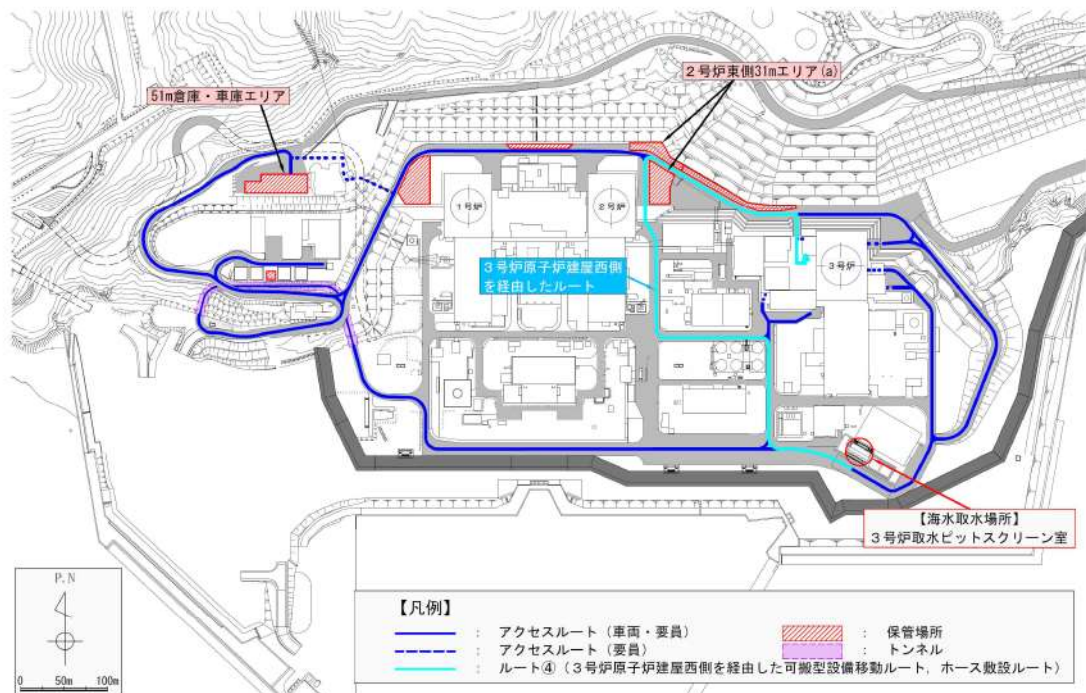 2号炉東側31mエリア(a)
51m倉庫・車庫エリア
1号炉
2号炉
3号炉原子炉建屋西側
を経由したルート
3号炉
【海水取水場所】
3号炉取水ピットスクリーン室
P.N
0 50m 100m
【凡例】
： アクセスルート（車両・要員）
： 保管場所
： アクセスルート（要員）
： トンネル
： ルート④（3号炉原子炉建屋西側を経由した可搬型設備移動ルート，ホース敷設ルート）